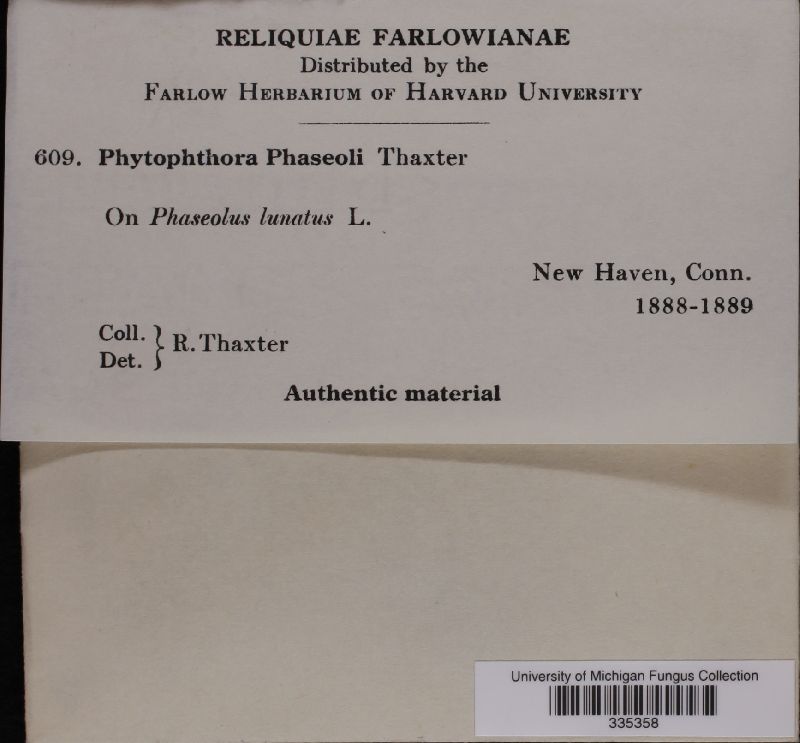 RELIQUIAE FARLOWIANAE
Distributed by the
FARLOW HERBARIUM OF HARVARD UNIVERSITY
609. Phytophthora Phaseoli Thaxter
On Phaseolus lunatus L.
New Haven, Conn.
1888-1889
Coll.
Det. } R. Thaxter
Authentic material
University of Michigan Fungus Collection
335358